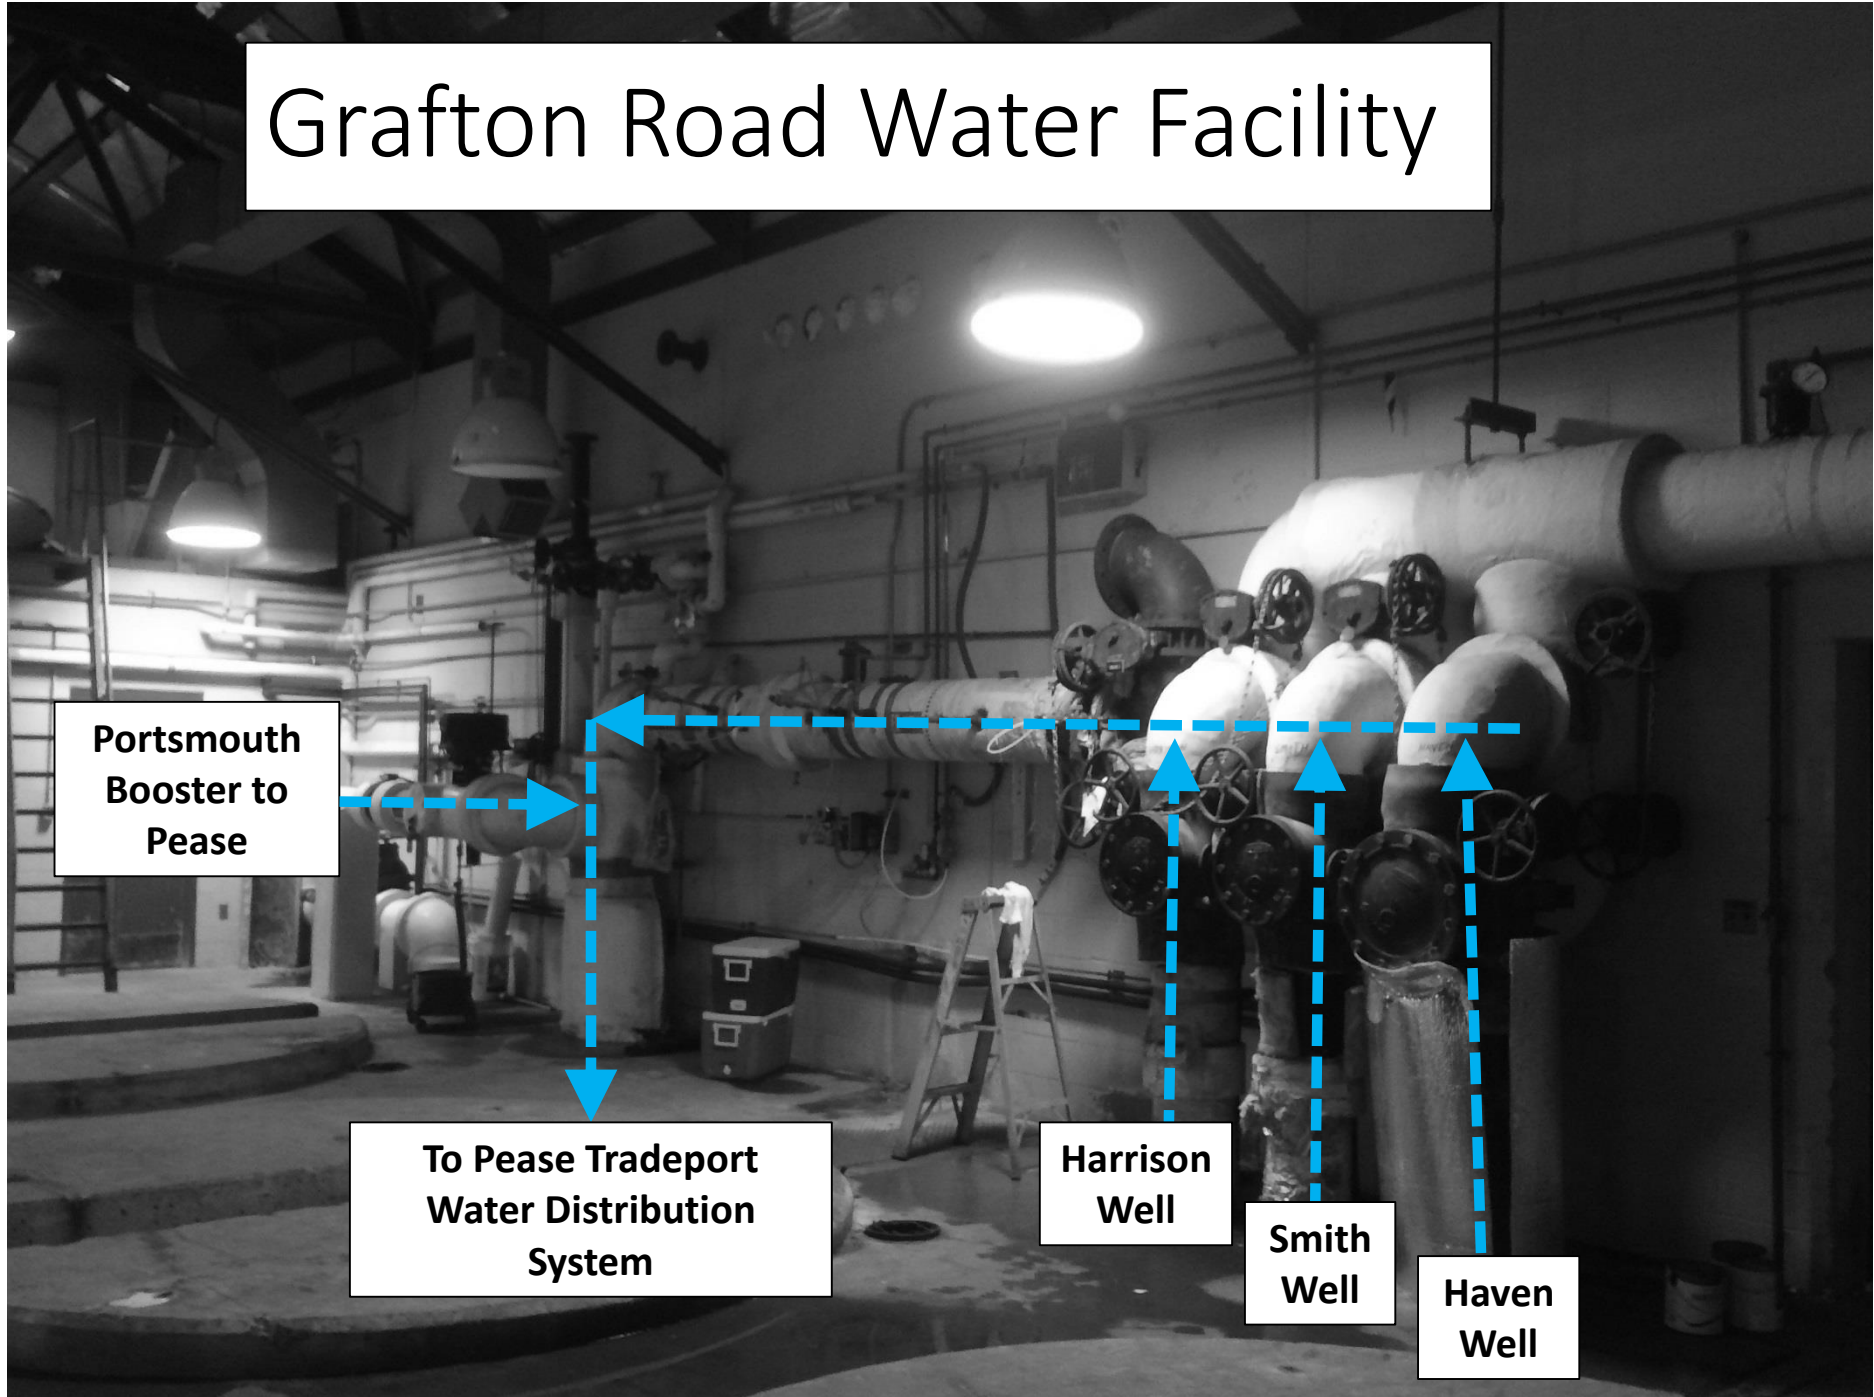 Grafton Road Water Facility
Portsmouth
Booster to
Pease
To Pease Tradeport
Water Distribution
System
Harrison
Well
Smith
Well
Haven
Well
HAVEN